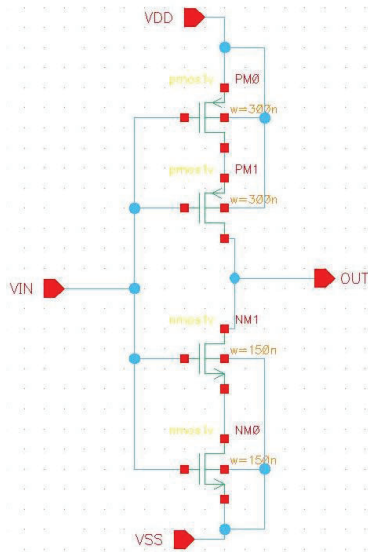 VDD
pmos1v PM0
w=300n
pmos1v PM1
w=300n
VIN
OUT
nmos1v NM1
w=150n
nmos1v NM0
w=150n
VSS